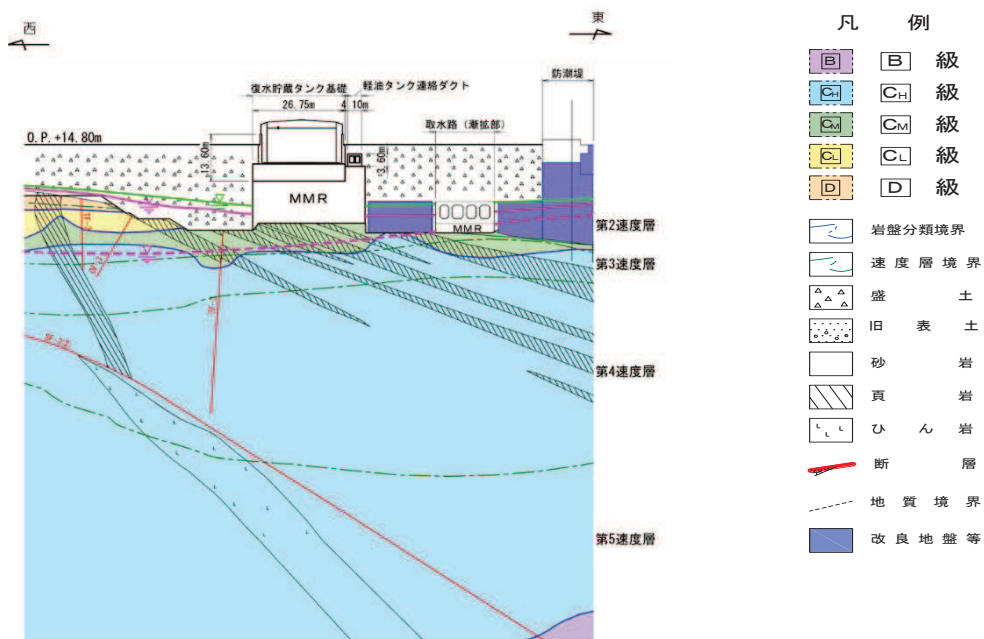 西
東
防潮堤
復水貯蔵タンク基礎
軽油タンク連絡ダクト
26.75m
4.10m
取水路(漸拡部)
O.P.+14.80m
13.60m
3.60m
MMR
MMR
第2速度層
第3速度層
第4速度層
第5速度層
凡 例
B B 級
CH CH 級
CM CM 級
CL CL 級
D D 級
岩盤分類境界
速度層境界
盛 土
旧 表 土
砂 岩
頁 岩
ひ ん 岩
断 層
地 質 境 界
改 良 地 盤 等